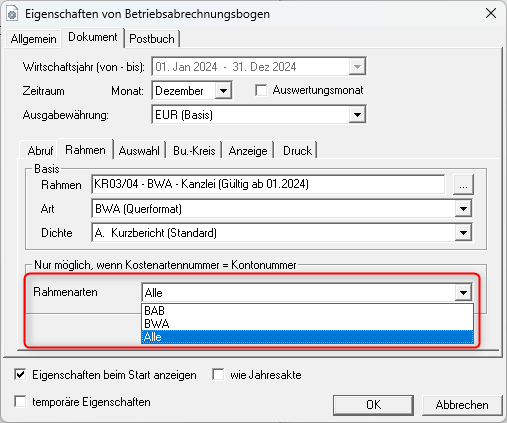 Eigenschaften von Betriebsabrechnungsbogen
Allgemein Dokument Postbuch
Wirtschaftsjahr (von - bis): 01. Jan 2024 - 31. Dez 2024
Zeitraum Monat: Dezember Auswertungsmonat
Ausgabewährung: EUR (Basis)
Abruf Rahmen Auswahl Bu.-Kreis Anzeige Druck
Basis
Rahmen KR03/04 - BWA - Kanzlei (Gültig ab 01.2024) ...
Art BWA (Querformat)
Dichte A. Kurzbericht (Standard)
Nur möglich, wenn Kostenartennummer = Kontonummer
Rahmenarten Alle
BAB
BWA
Alle
Eigenschaften beim Start anzeigen wie Jahresakte
temporäre Eigenschaften OK Abbrechen